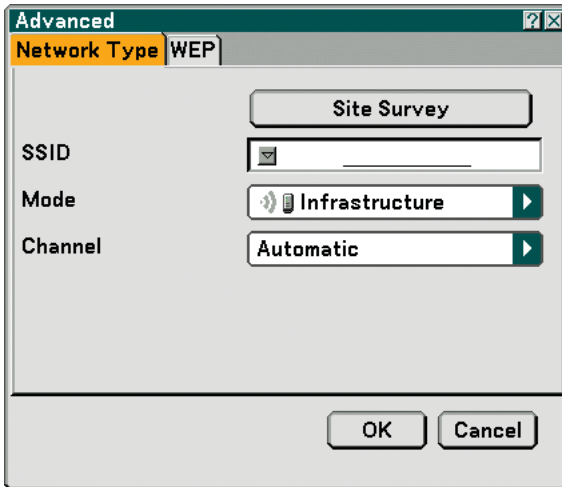 Advanced
Network Type WEP
Site Survey
SSID
Mode Infrastructure
Channel Automatic
OK Cancel